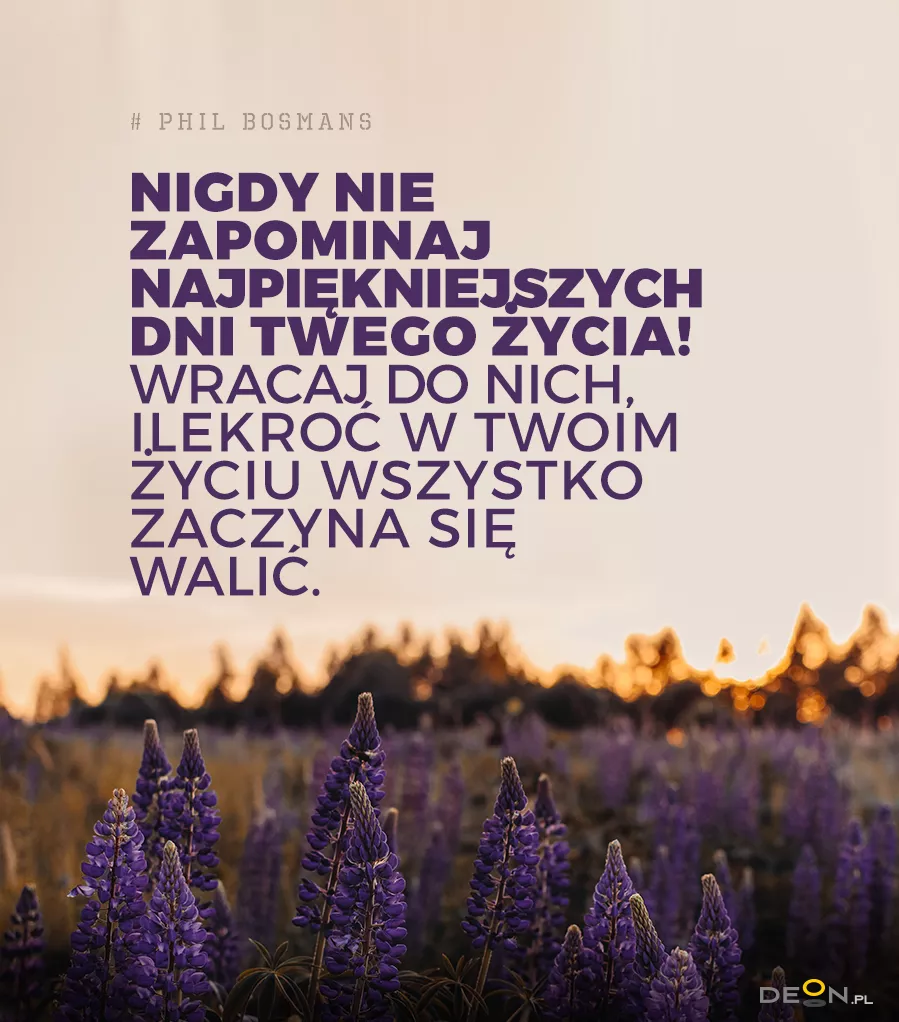 # PHIL BOSMANS
NIGDY NIE
ZAPOMINAJ
NAJPIĘKNIEJSZYCH
DNI TWEGO ŻYCIA!
WRACAJ DO NICH,
ILEKROĆ W TWOIM
ŻYCIU WSZYSTKO
ZACZYNA SIĘ
WALIĆ.
DEON.PL